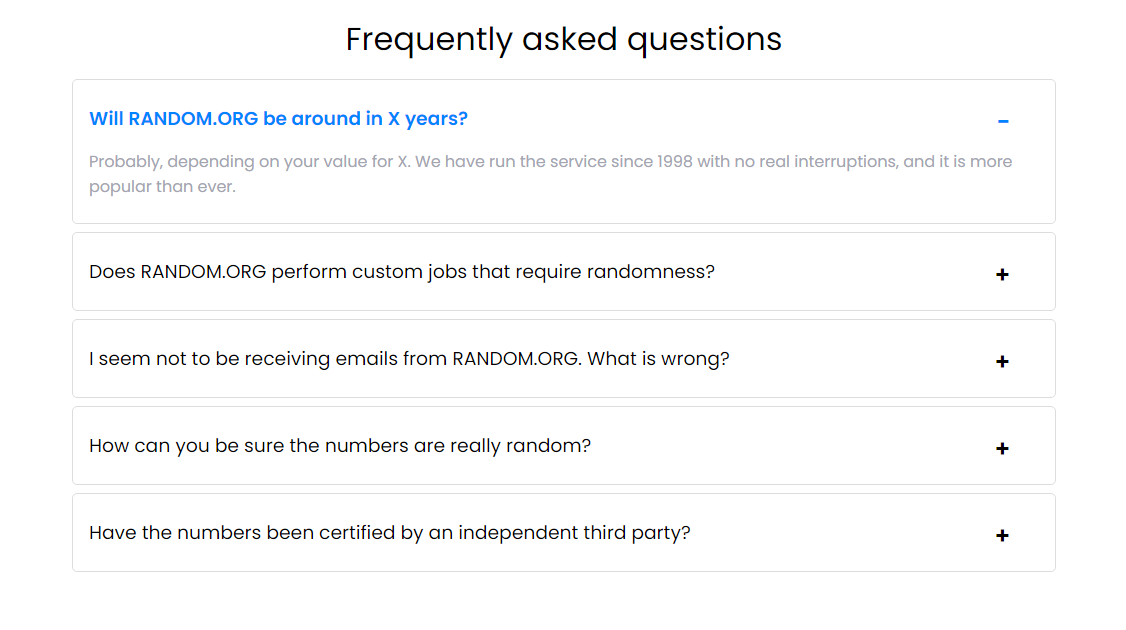 Frequently asked questions
Will RANDOM.ORG be around in X years?
Probably, depending on your value for X. We have run the service since 1998 with no real interruptions, and it is more
popular than ever.
Does RANDOM.ORG perform custom jobs that require randomness?
I seem not to be receiving emails from RANDOM.ORG. What is wrong?
How can you be sure the numbers are really random?
Have the numbers been certified by an independent third party?